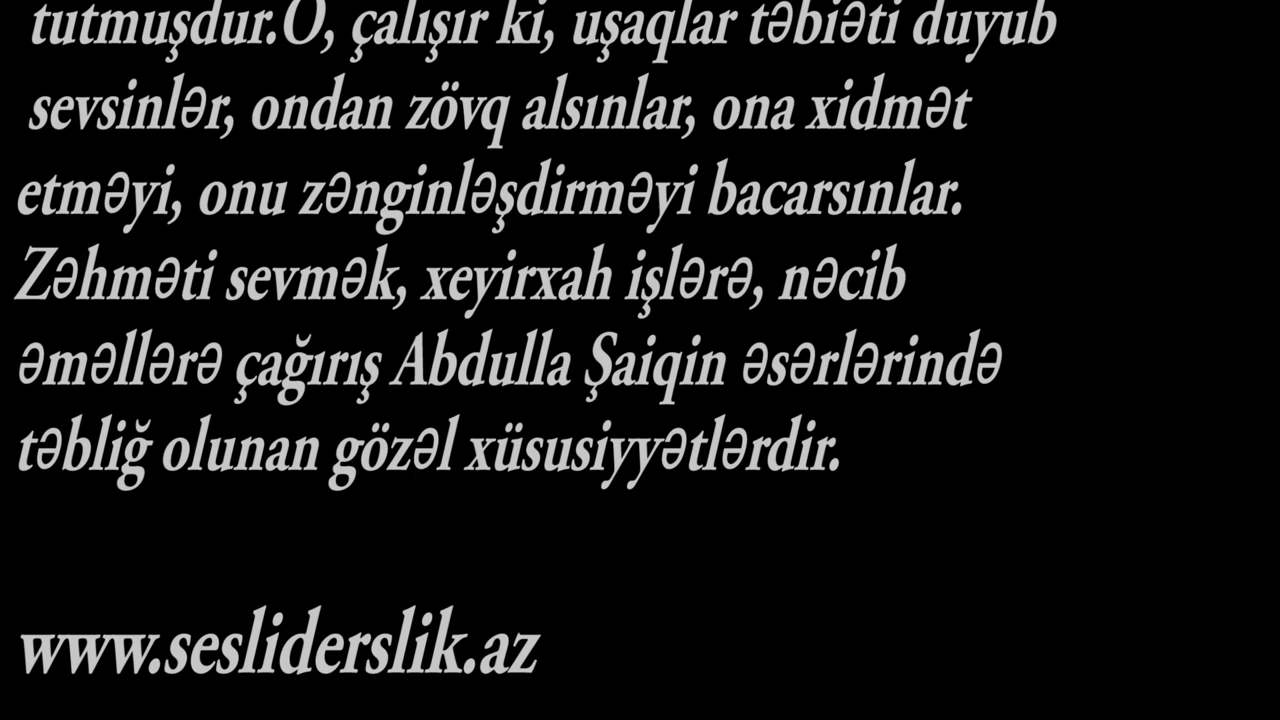 tutmuşdur.O, çalışır ki, uşaqlar təbiəti duyub
sevsinlər, ondan zövq alsınlar, ona xidmət
etməyi, onu zənginləşdirməyi bacarsınlar.
Zəhməti sevmək, xeyirxah işlərə, nəcib
əməllərə çağırış Abdulla Şaiqin əsərlərində
təbliğ olunan gözəl xüsusiyyətlərdir.
www.sesliderslik.az